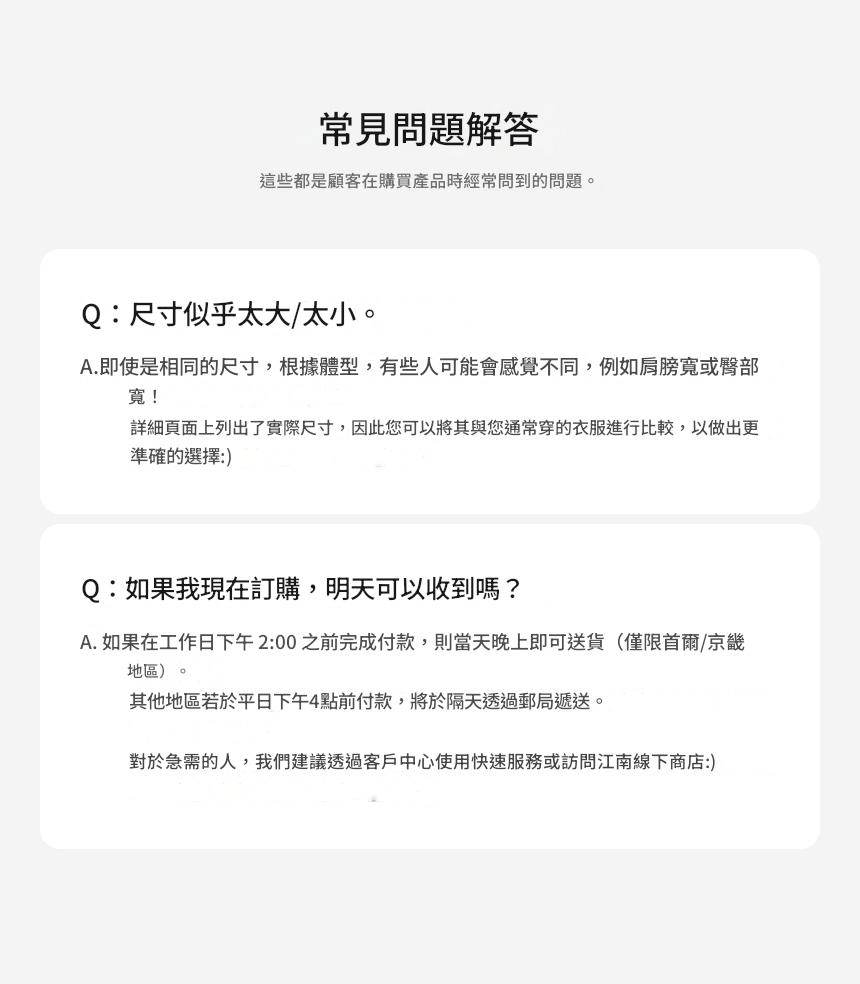 常見問題解答
這些都是顧客在購買產品時經常問到的問題。
Q：尺寸似乎太大/太小。
A.即使是相同的尺寸，根據體型，有些人可能會感覺不同，例如肩膀寬或臀部
寬！
詳細頁面上列出了實際尺寸，因此您可以將其與您通常穿的衣服進行比較，以做出更
準確的選擇:)
Q：如果我現在訂購，明天可以收到嗎？
A. 如果在工作日下午 2:00 之前完成付款，則當天晚上即可送貨（僅限首爾/京畿
地區）。
其他地區若於平日下午4點前付款，將於隔天透過郵局遞送。
對於急需的人，我們建議透過客戶中心使用快速服務或訪問江南線下商店:)